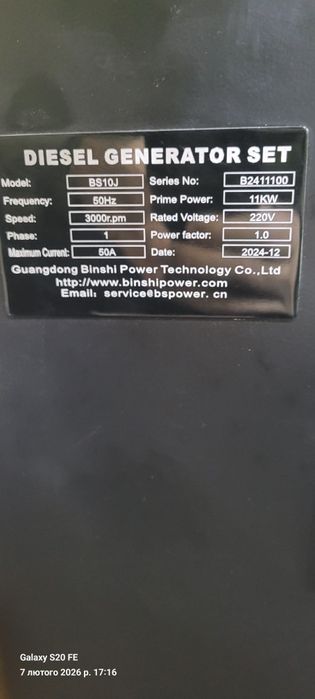 DIESEL GENERATOR SET
Model: BS10J Series No: B2411100
Frequency: 50Hz Prime Power: 11KW
Speed: 3000r.pm Rated Voltage: 220V
Phase: 1 Power factor: 1.0
Maximum Current: 50A Date: 2024-12
Guangdong Binshi Power Technology Co.,Ltd
http://www.binshipower.com
Email: service@bspower. cn
Galaxy S20 FE
7 лютого 2026 р. 17:16